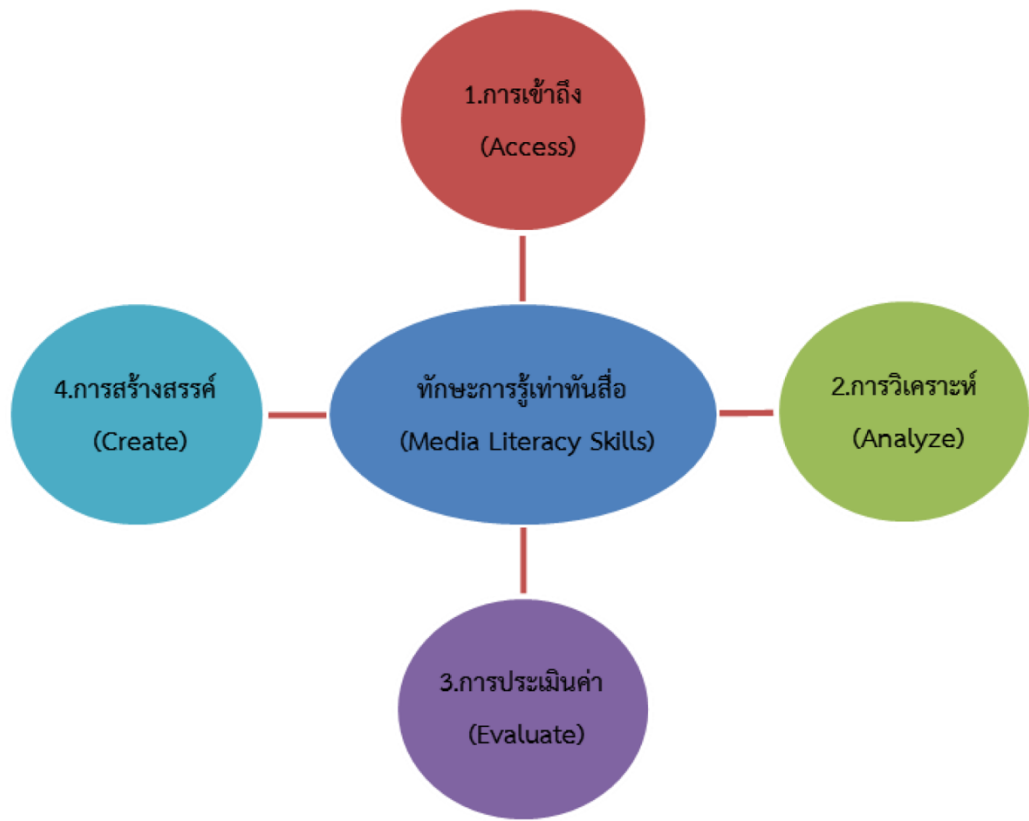 1.การเข้าถึง
(Access)
4.การสร้างสรรค์
(Create)
ทักษะการรู้เท่าทันสื่อ
(Media Literacy Skills)
2.การวิเคราะห์
(Analyze)
3.การประเมินค่า
(Evaluate)